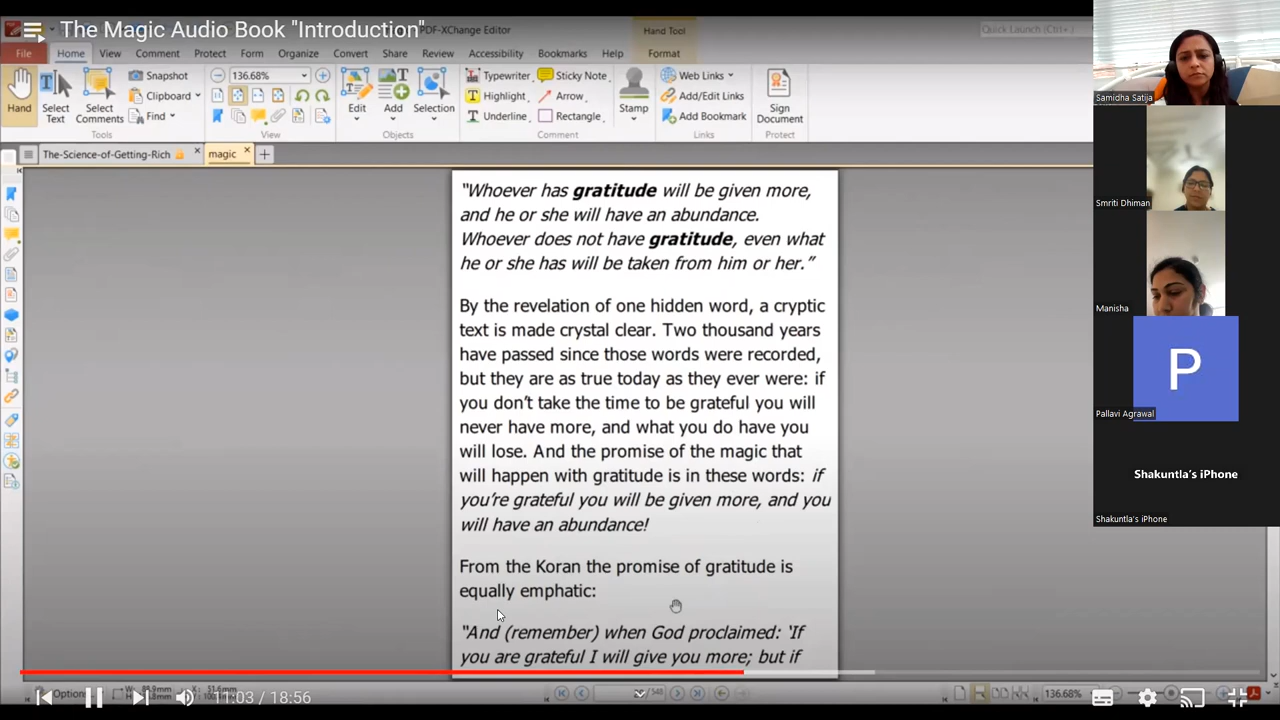 The Magic Audio Book "Introduction"
PDF-XChange Editor
Hand Tool
Quick Launch (Ctrl+.)
File Home View Comment Protect Form Organize Convert Share Review Accessibility Bookmarks Help Format
Hand
Select Text
Select Comments
Snapshot
Clipboard
Find
Tools
136.68%
View
Edit
Add
Selection
Objects
Typewriter
Highlight
Underline
Sticky Note
Arrow
Rectangle
Stamp
Comment
Web Links
Add/Edit Links
Add Bookmark
Links
Sign Document
Protect
The-Science-of-Getting-Rich
magic
"Whoever has gratitude will be given more,
and he or she will have an abundance.
Whoever does not have gratitude, even what
he or she has will be taken from him or her."
By the revelation of one hidden word, a cryptic
text is made crystal clear. Two thousand years
have passed since those words were recorded,
but they are as true today as they ever were: if
you don't take the time to be grateful you will
never have more, and what you do have you
will lose. And the promise of the magic that
will happen with gratitude is in these words: if
you're grateful you will be given more, and you
will have an abundance!
From the Koran the promise of gratitude is
equally emphatic:
"And (remember) when God proclaimed: 'If
you are grateful I will give you more; but if
Samidha Satija
Smriti Dhiman
Manisha
P
Pallavi Agrawal
Shakuntla's iPhone
Shakuntla's iPhone
11:03 / 18:56
Options
136.68%